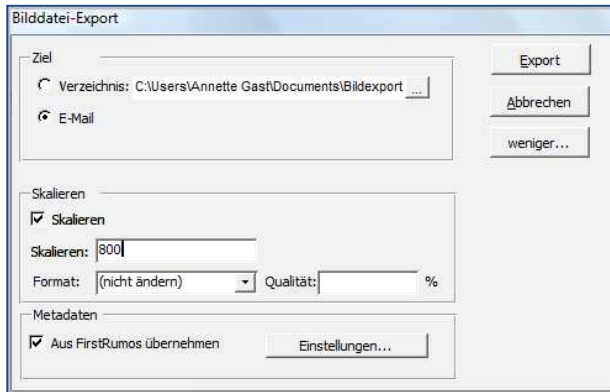 Bilddatei-Export
Ziel
Verzeichnis: C:\Users\Annette Gast\Documents\Bildexport ...
E-Mail
Export
Abbrechen
weniger...
Skalieren
Skalieren
Skalieren: 800
Format: (nicht ändern) Qualität: %
Metadaten
Aus FirstRumos übernehmen Einstellungen...